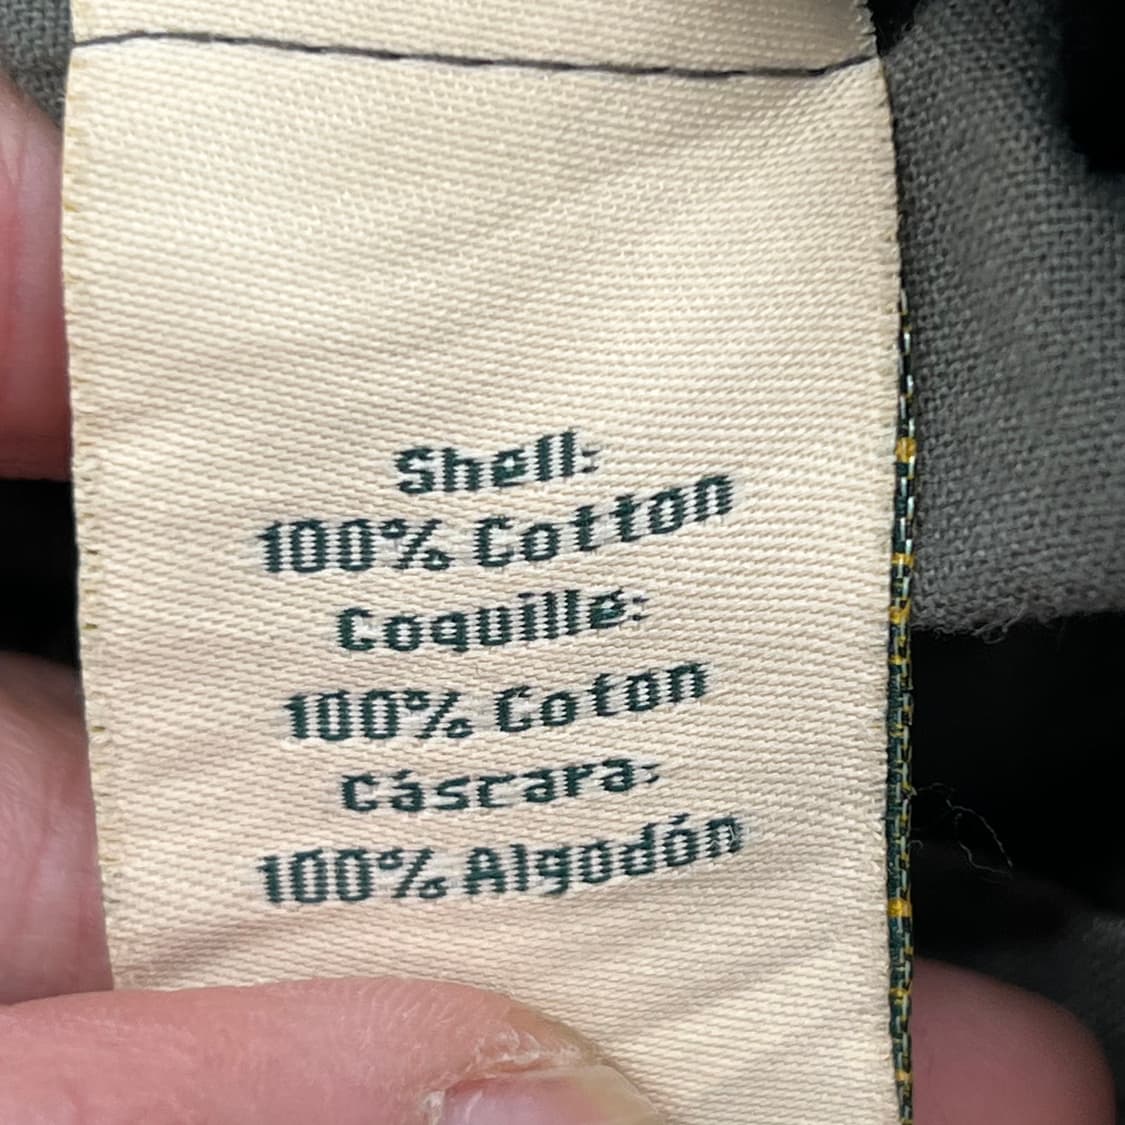 Shell:
100% Cotton
Coquille:
100% Coton
Cáscara:
100% Algodón